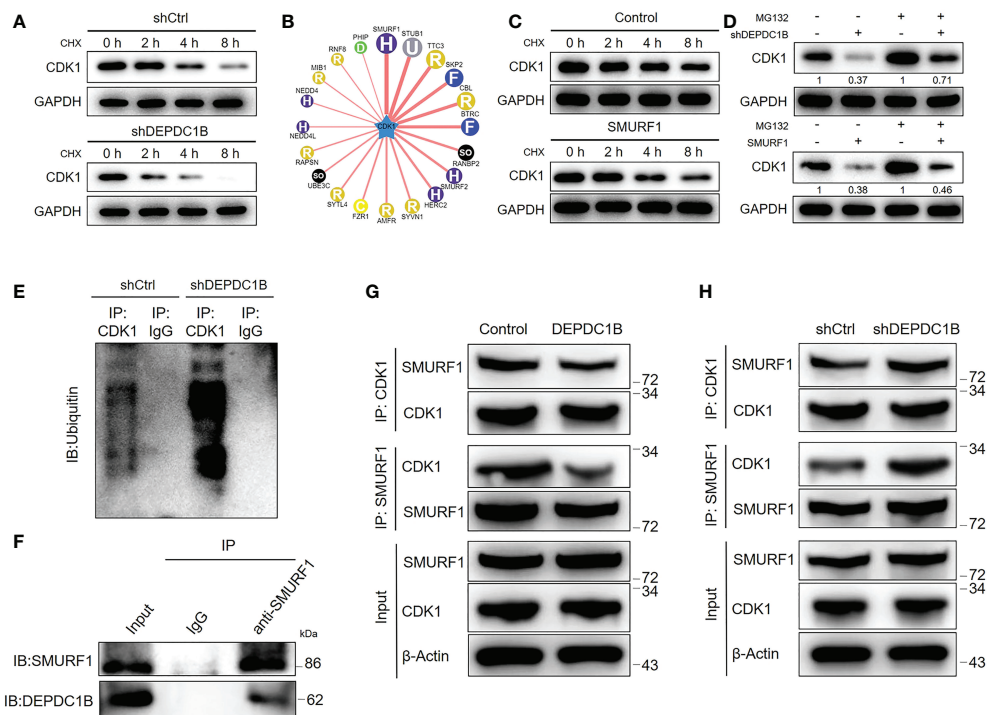 A
shCtrl
CHX 0 h 2 h 4 h 8 h
CDK1
GAPDH
shDEPDC1B
CHX 0 h 2 h 4 h 8 h
CDK1
GAPDH
B
SMURF1
H
STUB1
U
TTC3
R
SKP2
F
CBL
R
BTRC
F
RANBP2
SO
SMURF2
H
HERC2
H
SYVN1
R
AMFR
R
FZR1
C
SYTL4
R
UBE3C
SO
RAPSN
R
NEDD4L
H
NEDD4
H
MIB1
R
RNF8
R
PHIP
D
CDK1
C
Control
CHX 0 h 2 h 4 h 8 h
CDK1
GAPDH
SMURF1
CHX 0 h 2 h 4 h 8 h
CDK1
GAPDH
D
MG132 - - + +
shDEPDC1B - + - +
CDK1
1 0.37 1 0.71
GAPDH
MG132 - - + +
SMURF1 - + - +
CDK1
1 0.38 1 0.46
GAPDH
E
shCtrl shDEPDC1B
IP: IP: IP: IP:
CDK1 IgG CDK1 IgG
IB:Ubiquitin
F
IP
Input IgG anti-SMURF1
kDa
IB:SMURF1 86
IB:DEPDC1B 62
G
Control DEPDC1B
IP: CDK1
SMURF1 72
CDK1 34
IP: SMURF1
CDK1 34
SMURF1 72
Input
SMURF1 72
CDK1 34
β-Actin 43
H
shCtrl shDEPDC1B
IP: CDK1
SMURF1 72
CDK1 34
IP: SMURF1
CDK1 34
SMURF1 72
Input
SMURF1 72
CDK1 34
β-Actin 43